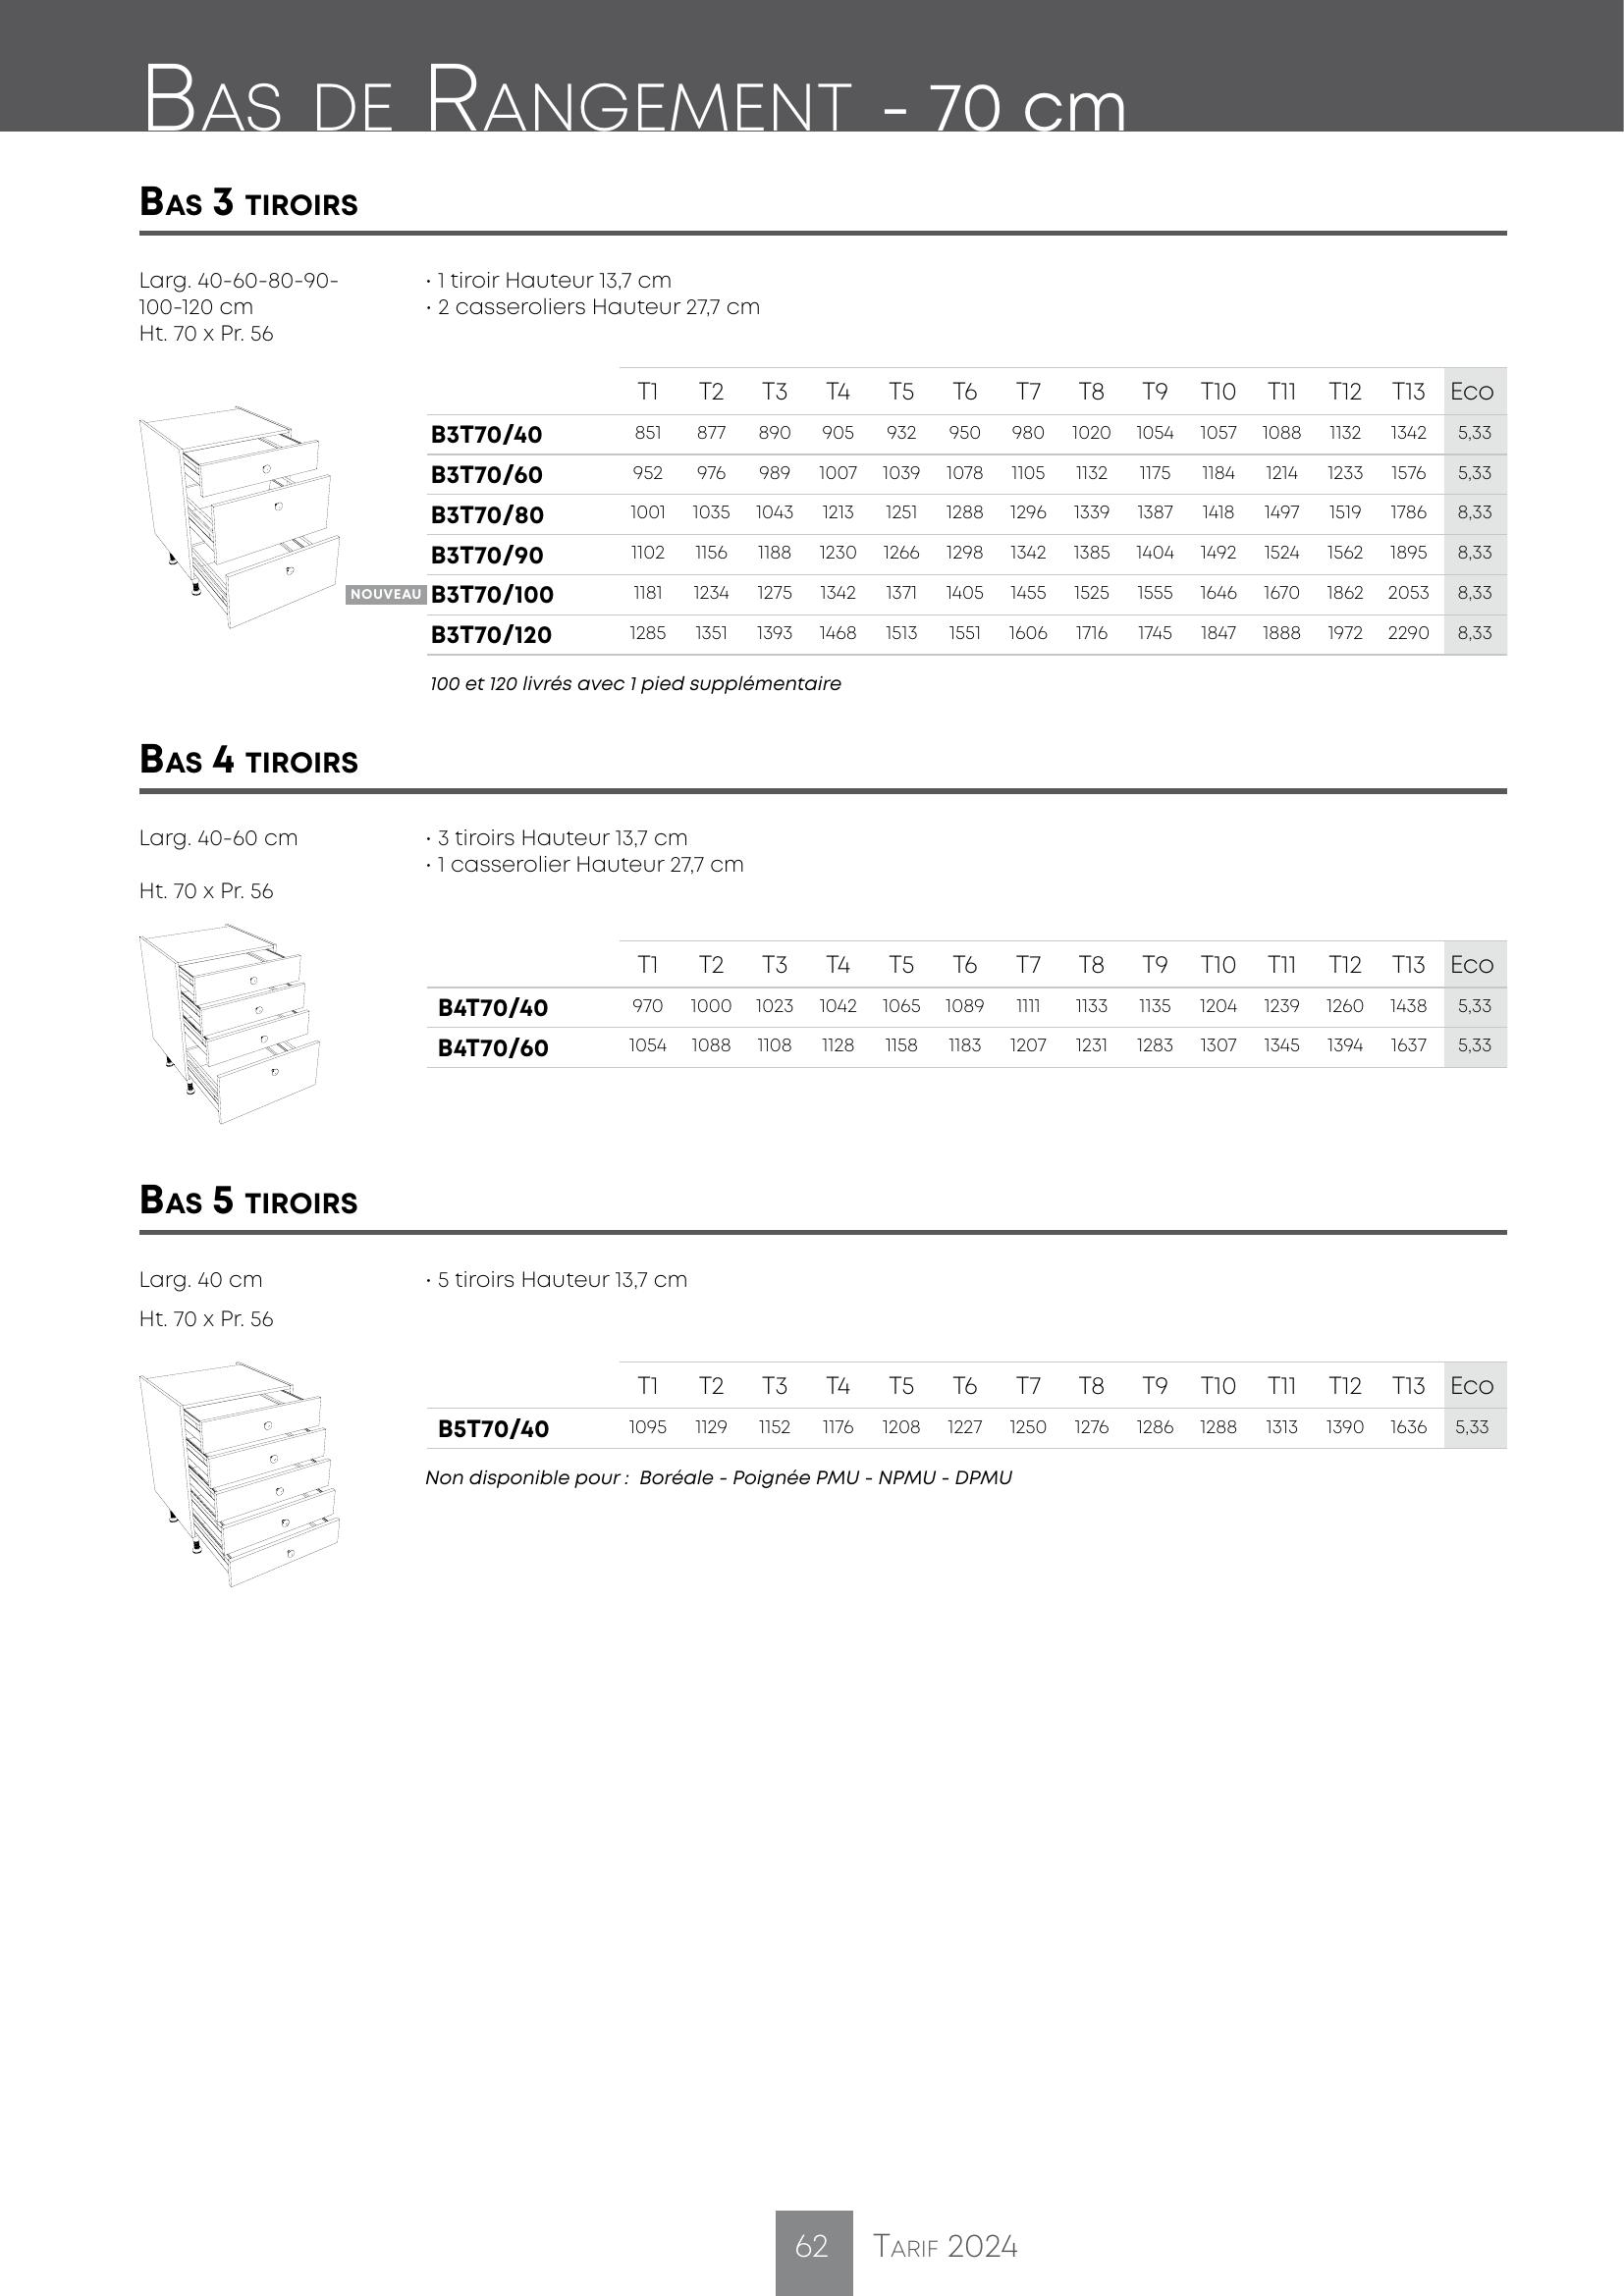 Bas de Rangement - 70 cm
Bas 3 tiroirs
Larg. 40-60-80-90-
100-120 cm
Ht. 70 x Pr. 56
· 1 tiroir Hauteur 13,7 cm
· 2 casseroliers Hauteur 27,7 cm
T1 T2 T3 T4 T5 T6 T7 T8 T9 T10 T11 T12 T13 Eco
B3T70/40 851 877 890 905 932 950 980 1020 1054 1057 1088 1132 1342 5,33
B3T70/60 952 976 989 1007 1039 1078 1105 1132 1175 1184 1214 1233 1576 5,33
B3T70/80 1001 1035 1043 1213 1251 1288 1296 1339 1387 1418 1497 1519 1786 8,33
B3T70/90 1102 1156 1188 1230 1266 1298 1342 1385 1404 1492 1524 1562 1895 8,33
NOUVEAU B3T70/100 1181 1234 1275 1342 1371 1405 1455 1525 1555 1646 1670 1862 2053 8,33
B3T70/120 1285 1351 1393 1468 1513 1551 1606 1716 1745 1847 1888 1972 2290 8,33
100 et 120 livrés avec 1 pied supplémentaire
Bas 4 tiroirs
Larg. 40-60 cm
Ht. 70 x Pr. 56
· 3 tiroirs Hauteur 13,7 cm
· 1 casserolier Hauteur 27,7 cm
T1 T2 T3 T4 T5 T6 T7 T8 T9 T10 T11 T12 T13 Eco
B4T70/40 970 1000 1023 1042 1065 1089 1111 1133 1135 1204 1239 1260 1438 5,33
B4T70/60 1054 1088 1108 1128 1158 1183 1207 1231 1283 1307 1345 1394 1637 5,33
Bas 5 tiroirs
Larg. 40 cm
Ht. 70 x Pr. 56
· 5 tiroirs Hauteur 13,7 cm
T1 T2 T3 T4 T5 T6 T7 T8 T9 T10 T11 T12 T13 Eco
B5T70/40 1095 1129 1152 1176 1208 1227 1250 1276 1286 1288 1313 1390 1636 5,33
Non disponible pour : Boréale - Poignée PMU - NPMU - DPMU
62 Tarif 2024